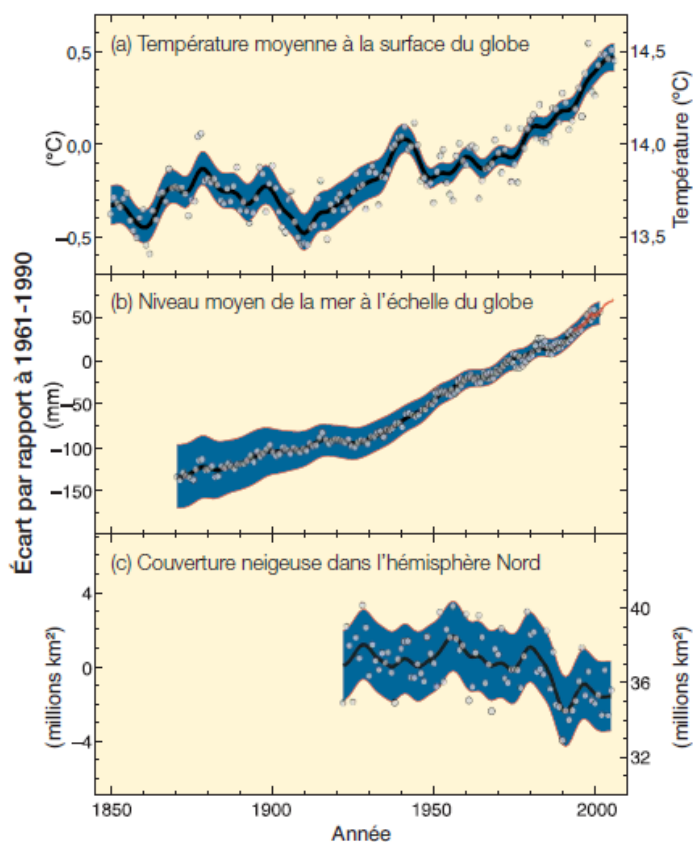 Écart par rapport à 1961-1990
(a) Température moyenne à la surface du globe
0,5
0,0
–0,5
(°C)
14,5
14,0
13,5
Température (°C)
(b) Niveau moyen de la mer à l’échelle du globe
50
0
–50
–100
–150
(mm)
(c) Couverture neigeuse dans l’hémisphère Nord
4
0
–4
(millions km²)
40
36
32
(millions km²)
1850
1900
1950
2000
Année